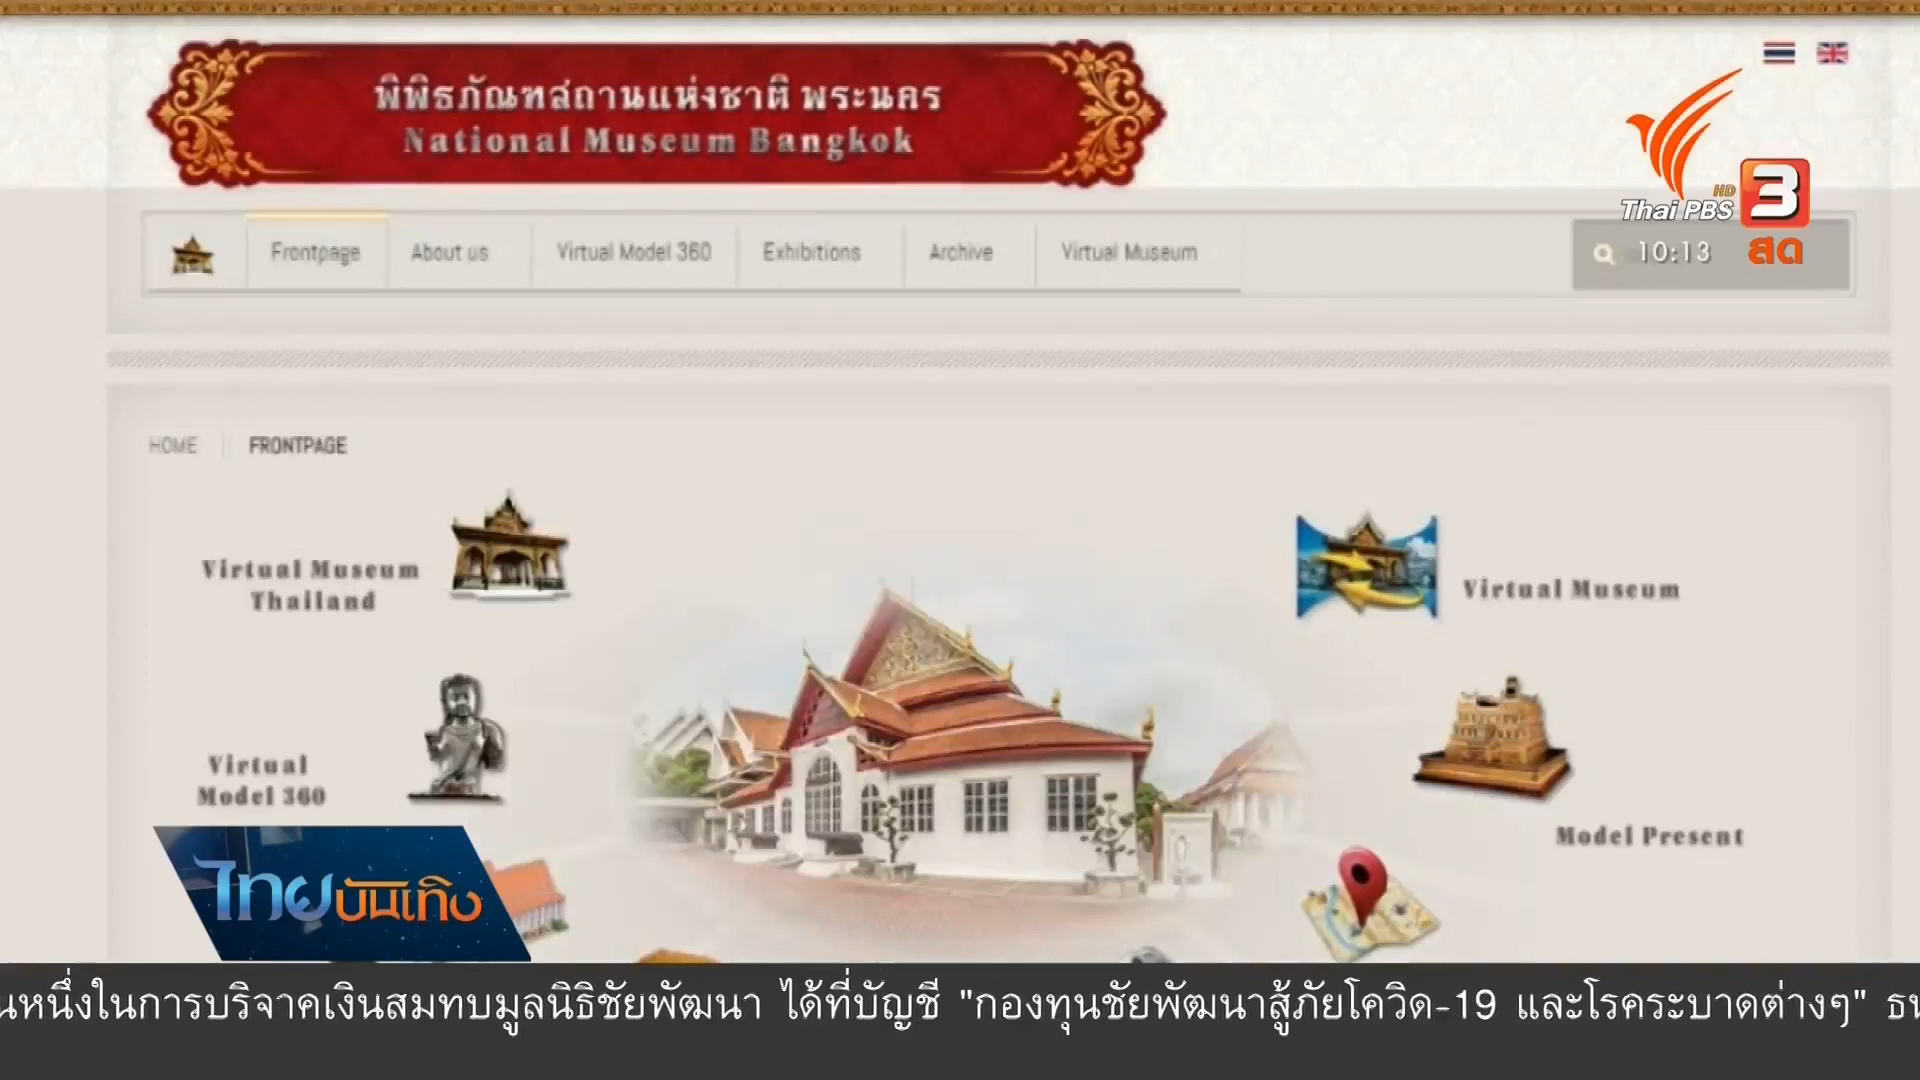 พิพิธภัณฑสถานแห่งชาติ พระนคร
National Museum Bangkok
HD
Thai PBS 3
Frontpage About us Virtual Model 360 Exhibitions Archive Virtual Museum
10:13 สด
HOME FRONTPAGE
Virtual Museum
Thailand
Virtual Museum
Virtual
Model 360
Model Present
ไทยบันเทิง
นหนึ่งในการบริจาคเงินสมทบมูลนิธิชัยพัฒนา ได้ที่บัญชี "กองทุนชัยพัฒนาสู้ภัยโควิด-19 และโรคระบาดต่างๆ" ธน